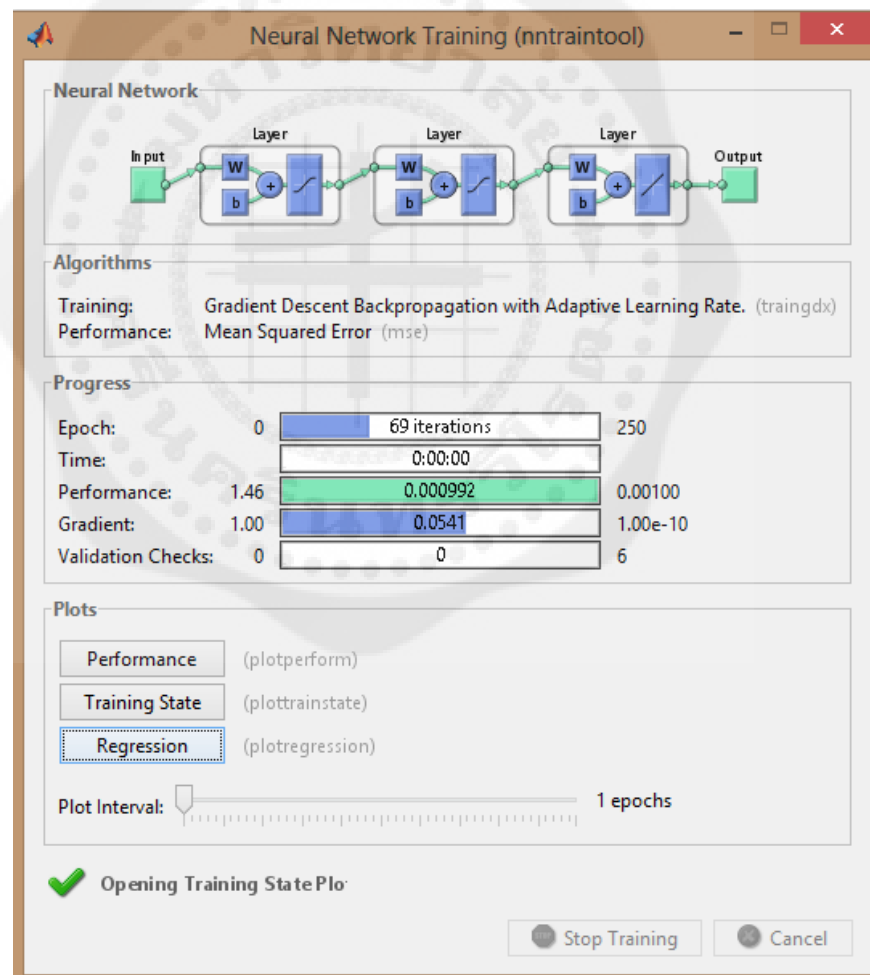 Neural Network Training (nntraintool)
Neural Network
Layer Layer Layer
Input Output
W W W
b b b
Algorithms
Training: Gradient Descent Backpropagation with Adaptive Learning Rate. (traingdx)
Performance: Mean Squared Error (mse)
Progress
Epoch: 0 69 iterations 250
Time: 0:00:00
Performance: 1.46 0.000992 0.00100
Gradient: 1.00 0.0541 1.00e-10
Validation Checks: 0 0 6
Plots
Performance (plotperform)
Training State (plottrainstate)
Regression (plotregression)
Plot Interval: 1 epochs
Opening Training State Plo
Stop Training Cancel